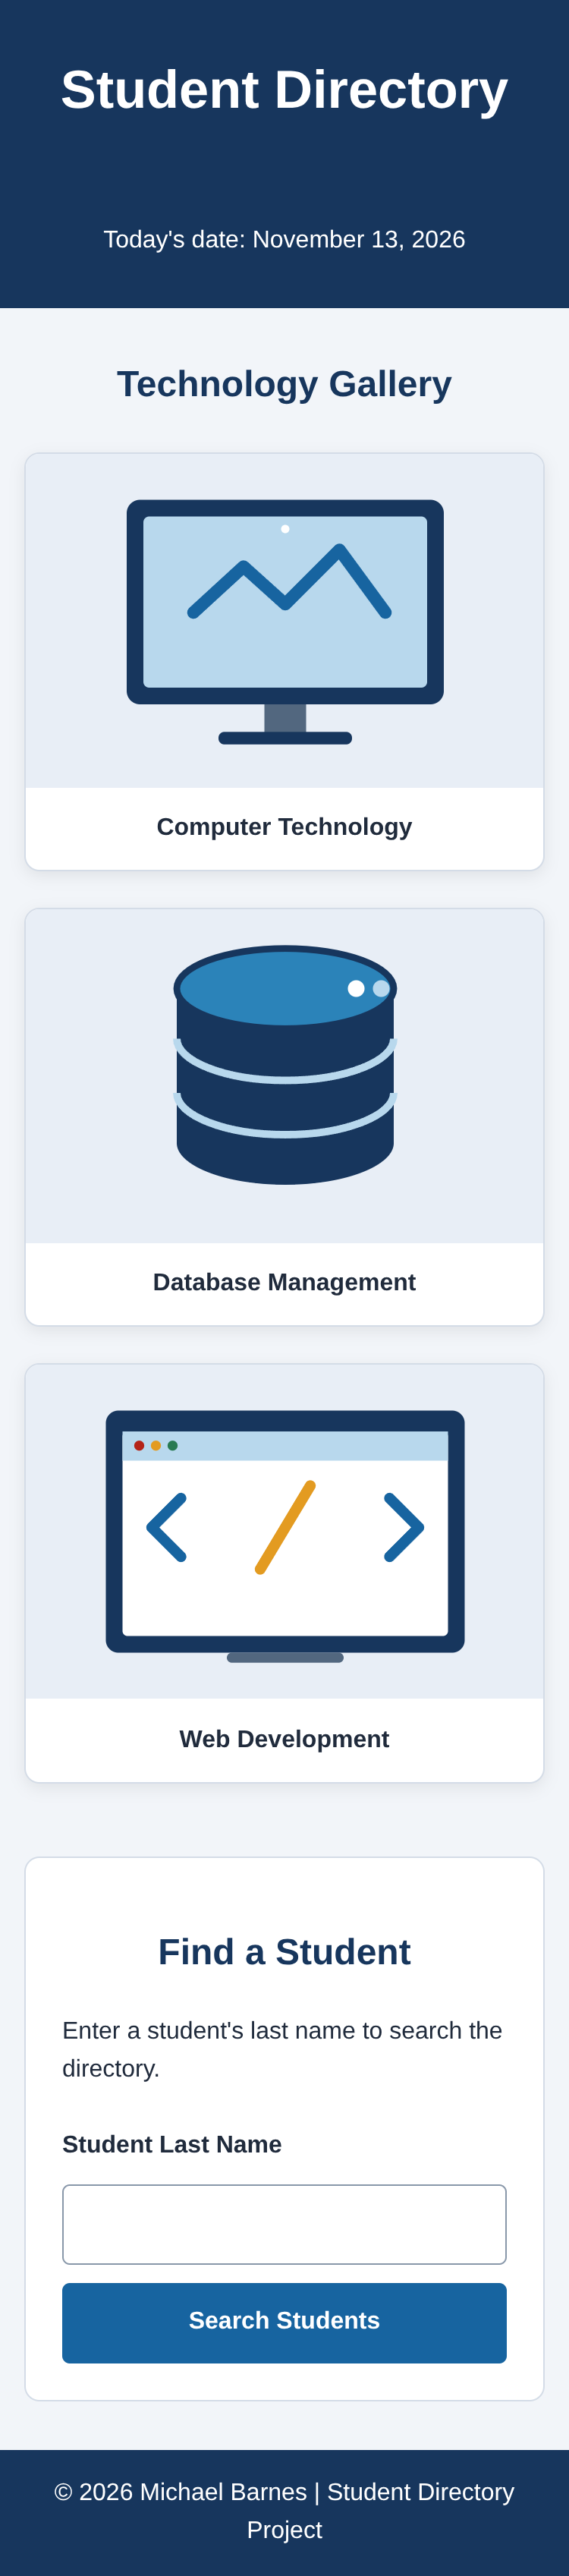 Student Directory
Today's date: November 13, 2026
Technology Gallery
Computer Technology
Database Management
Web Development
Find a Student
Enter a student's last name to search the
directory.
Student Last Name
Search Students
© 2026 Michael Barnes | Student Directory
Project